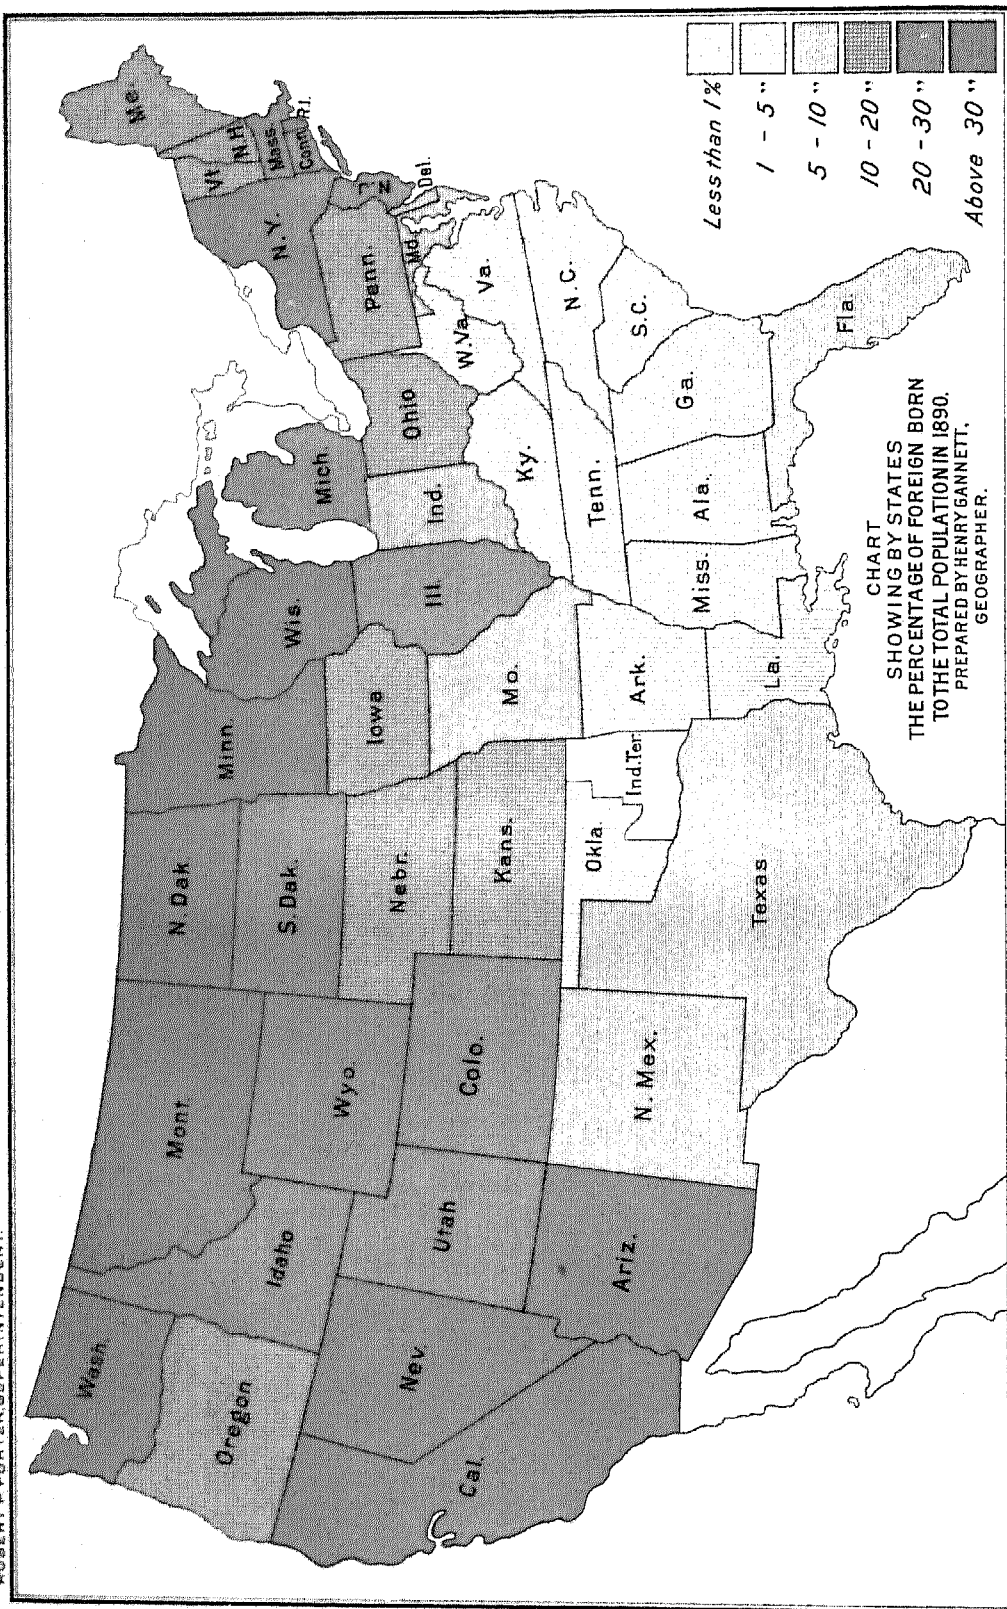 Me.
N.H.
Vt
Mass.
Conn.
R.I.
N.Y.
N.J.
Penn.
Del.
Md.
Va.
W.Va.
N.C.
S.C.
Ga.
Fla.
Ohio
Ind.
Ky.
Tenn.
Ala.
Miss.
Mich
Wis.
Ill.
Minn
Iowa
Mo.
Ark.
La.
N. Dak
S. Dak.
Nebr.
Kans.
Okla.
Ind.Ter.
Texas
Mont
Wyo.
Colo.
N. Mex.
Idaho
Utah
Ariz.
Wash.
Oregon
Nev.
Cal.
CHART
SHOWING BY STATES
THE PERCENTAGE OF FOREIGN BORN
TO THE TOTAL POPULATION IN 1890.
PREPARED BY HENRY GANNETT,
GEOGRAPHER.
Less than 1%
1 - 5 "
5 - 10 "
10 - 20 "
20 - 30 "
Above 30 "